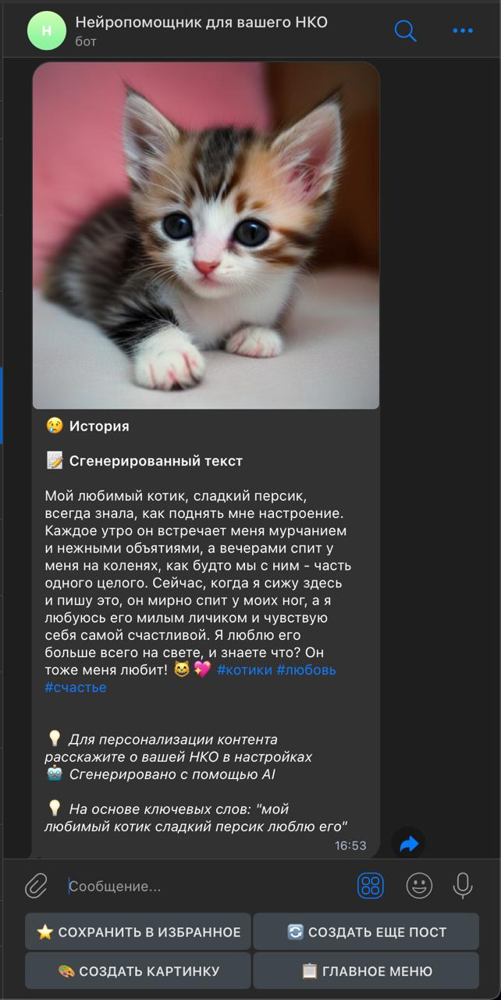 Н
Нейропомощник для вашего НКО
бот
😢 История
📝 Сгенерированный текст
Мой любимый котик, сладкий персик,
всегда знала, как поднять мне настроение.
Каждое утро он встречает меня мурчанием
и нежными объятиями, а вечерами спит у
меня на коленях, как будто мы с ним - часть
одного целого. Сейчас, когда я сижу здесь
и пишу это, он мирно спит у моих ног, а я
любуюсь его милым личиком и чувствую
себя самой счастливой. Я люблю его
больше всего на свете, и знаете что? Он
тоже меня любит! 😸💖 #котики #любовь
#счастье
💡 Для персонализации контента
расскажите о вашей НКО в настройках
🤖 Сгенерировано с помощью AI
💡 На основе ключевых слов: "мой
любимый котик сладкий персик люблю его"
16:53
Сообщение...
⭐ СОХРАНИТЬ В ИЗБРАННОЕ
🔄 СОЗДАТЬ ЕЩЕ ПОСТ
🎨 СОЗДАТЬ КАРТИНКУ
📋 ГЛАВНОЕ МЕНЮ